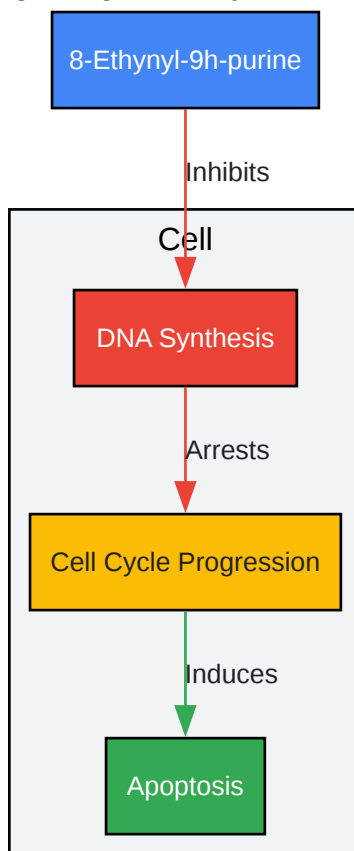 8-Ethynyl-9h-purine
Inhibits
Cell
DNA Synthesis
Arrests
Cell Cycle Progression
Induces
Apoptosis